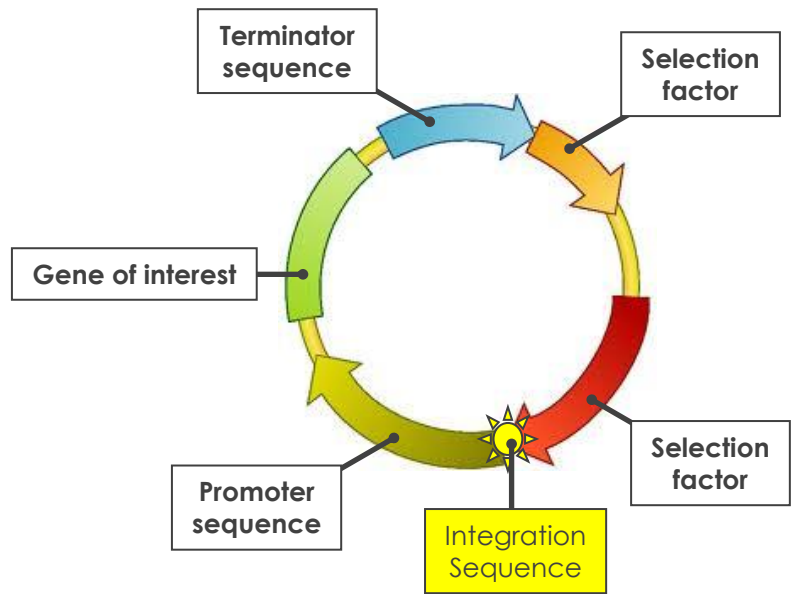 Terminator
sequence
Selection
factor
Gene of interest
Selection
factor
Promoter
sequence
Integration
Sequence